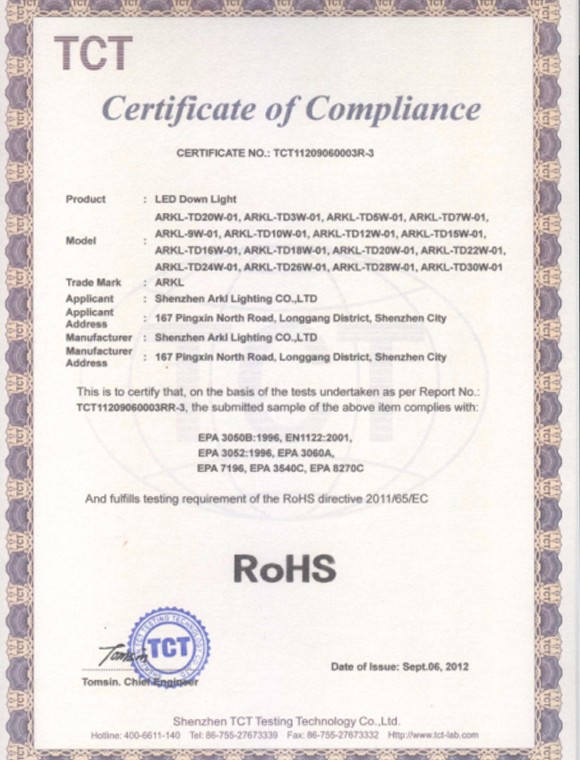 TCT
Certificate of Compliance
CERTIFICATE NO.: TCT11209060003R-3
Product : LED Down Light
Model : ARKL-TD20W-01, ARKL-TD3W-01, ARKL-TD5W-01, ARKL-TD7W-01,
ARKL-9W-01, ARKL-TD10W-01, ARKL-TD12W-01, ARKL-TD15W-01,
ARKL-TD16W-01, ARKL-TD18W-01, ARKL-TD20W-01, ARKL-TD22W-01,
ARKL-TD24W-01, ARKL-TD26W-01, ARKL-TD28W-01, ARKL-TD30W-01
Trade Mark : ARKL
Applicant : Shenzhen Arkl Lighting CO.,LTD
Applicant Address : 167 Pingxin North Road, Longgang District, Shenzhen City
Manufacturer : Shenzhen Arkl Lighting CO.,LTD
Manufacturer Address : 167 Pingxin North Road, Longgang District, Shenzhen City
This is to certify that, on the basis of the tests undertaken as per Report No.:
TCT11209060003RR-3, the submitted sample of the above item complies with:
EPA 3050B:1996, EN1122:2001,
EPA 3052:1996, EPA 3060A,
EPA 7196, EPA 3540C, EPA 8270C
And fulfills testing requirement of the RoHS directive 2011/65/EC
RoHS
TCT
Tomsin
Tomsin. Chief Engineer
Date of Issue: Sept.06, 2012
Shenzhen TCT Testing Technology Co.,Ltd.
Hotline: 400-6611-140 Tel: 86-755-27673339 Fax: 86-755-27673332 Http://www.tct-lab.com